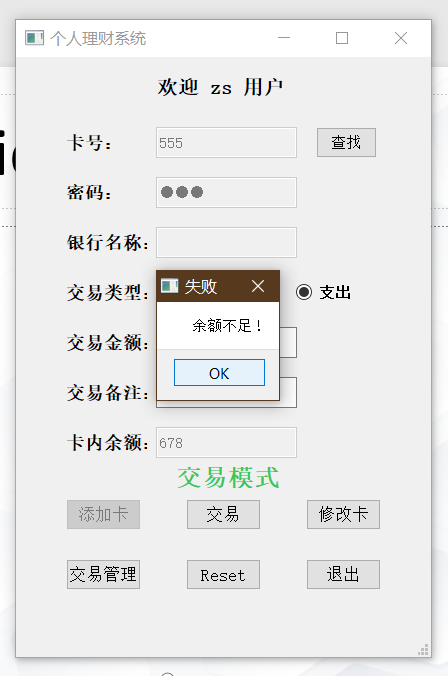 个人理财系统
欢迎 zs 用户
卡号： 555 查找
密码： ●●●
银行名称：
交易类型： 支出
失败
余额不足！
OK
交易金额：
交易备注：
卡内余额： 678
交易模式
添加卡 交易 修改卡
交易管理 Reset 退出